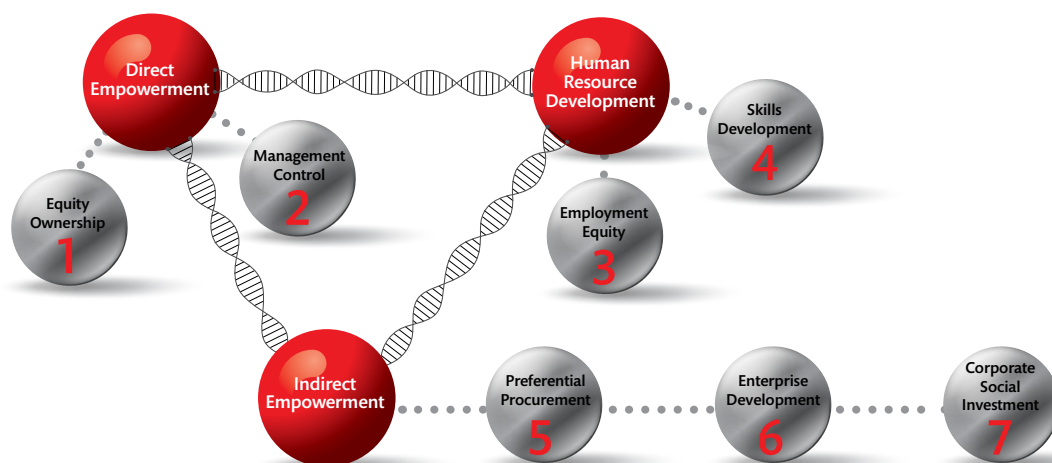 Direct
Empowerment
Human
Resource
Development
Equity
Ownership
1
Management
Control
2
Employment
Equity
3
Skills
Development
4
Indirect
Empowerment
Preferential
Procurement
5
Enterprise
Development
6
Corporate
Social
Investment
7